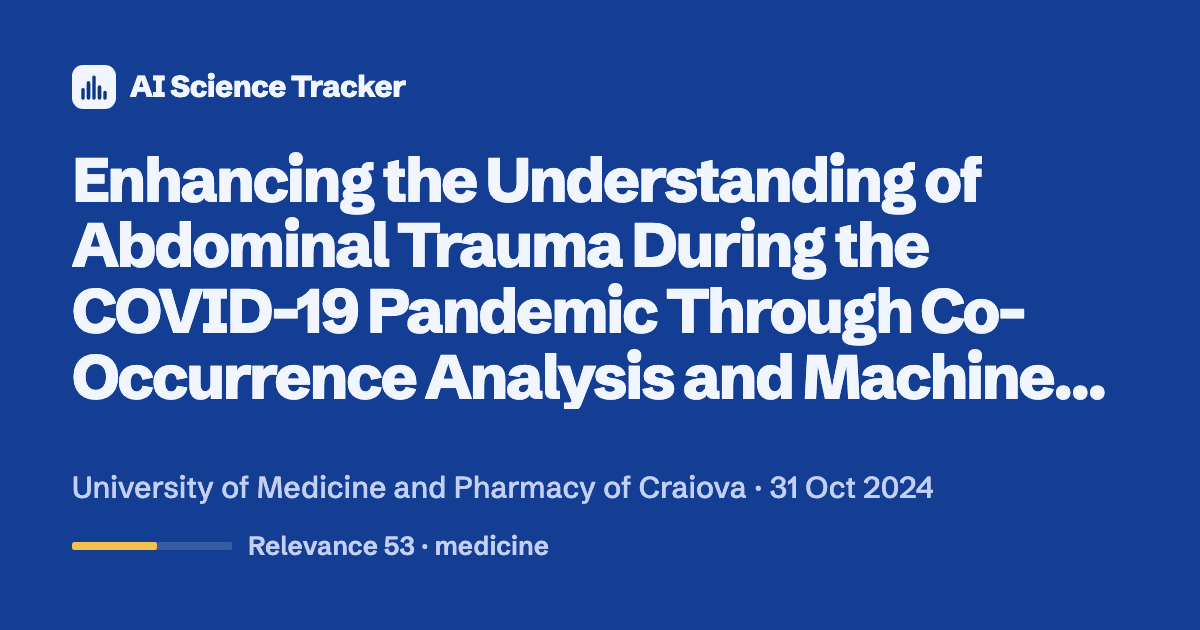 AI Science Tracker
Enhancing the Understanding of
Abdominal Trauma During the
COVID-19 Pandemic Through Co-
Occurrence Analysis and Machine...
University of Medicine and Pharmacy of Craiova · 31 Oct 2024
Relevance 53 · medicine